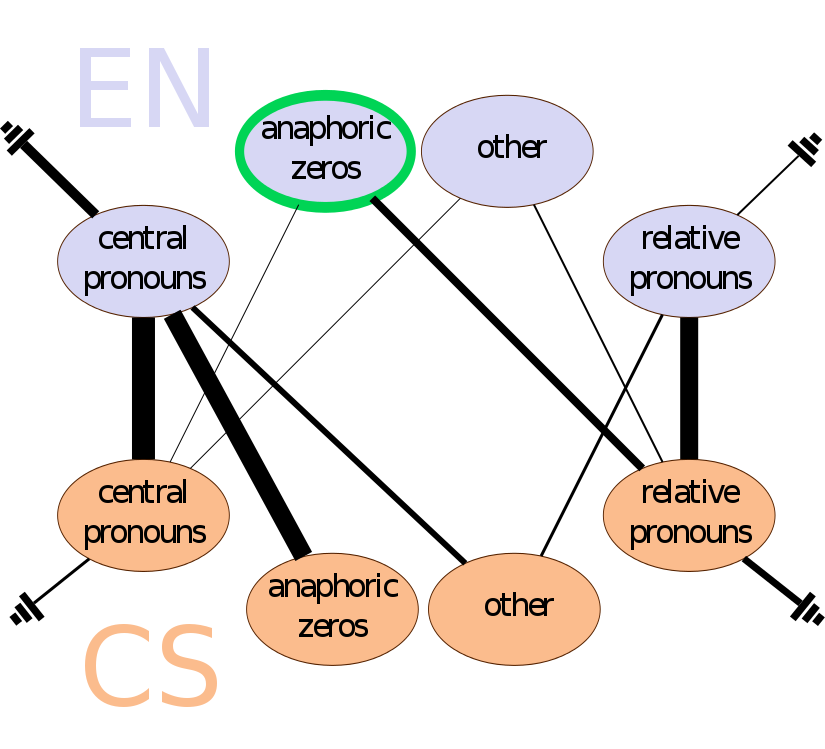 EN
anaphoric
zeros
other
central
pronouns
relative
pronouns
central
pronouns
relative
pronouns
anaphoric
zeros
other
CS